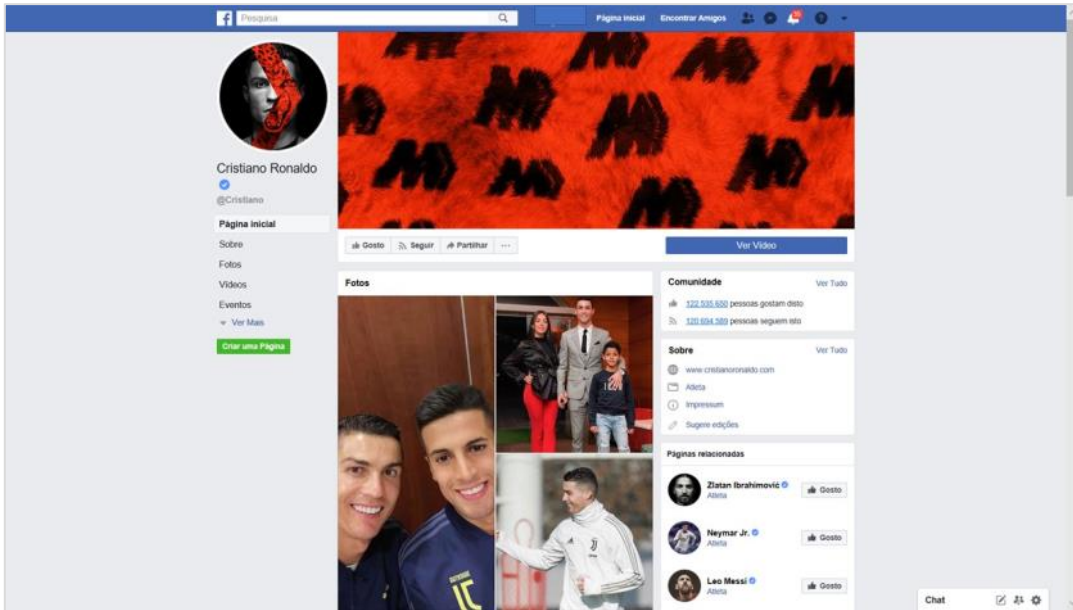 Pesquisa
Página inicial
Encontrar Amigos
Cristiano Ronaldo
@Cristiano
Página inicial
Sobre
Fotos
Vídeos
Eventos
Ver Mais
Criar uma Página
Gosto
Seguir
Partilhar
...
Ver Vídeo
Fotos
Comunidade
Ver Tudo
122 535 650 pessoas gostam disto
120 694 589 pessoas seguem isto
Sobre
Ver Tudo
www.cristianoronaldo.com
Atleta
Impressum
Sugere edições
Páginas relacionadas
Zlatan Ibrahimović
Atleta
Gosto
Neymar Jr.
Atleta
Gosto
Leo Messi
Atleta
Gosto
Chat